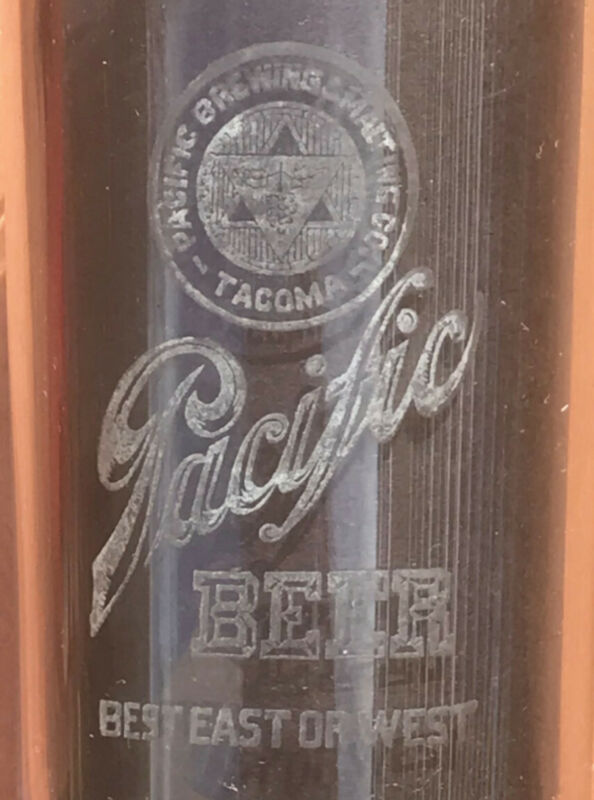 PACIFIC BREWING & MALTING CO.
TACOMA
Pacific
BEER
BEST EAST OR WEST